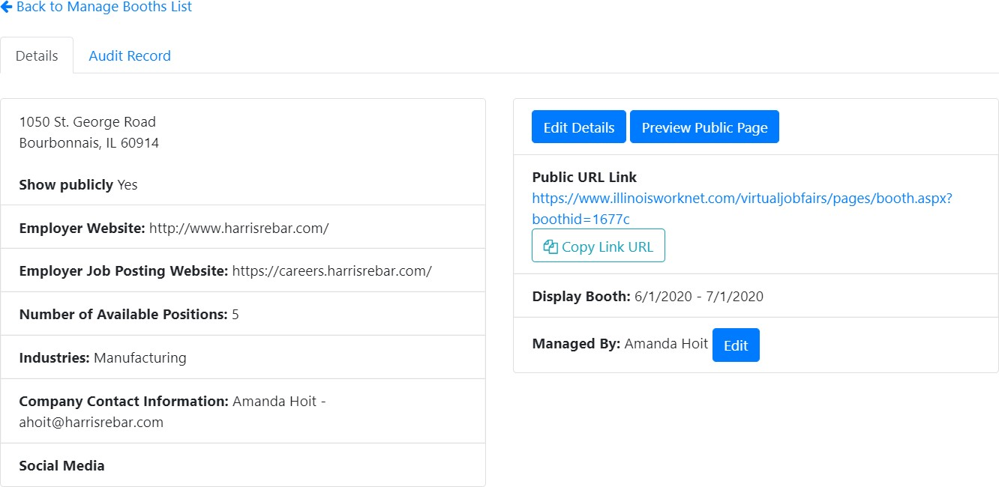 Back to Manage Booths List
Details
Audit Record
1050 St. George Road
Bourbonnais, IL 60914
Show publicly Yes
Employer Website: http://www.harrisrebar.com/
Employer Job Posting Website: https://careers.harrisrebar.com/
Number of Available Positions: 5
Industries: Manufacturing
Company Contact Information: Amanda Hoit -
ahoit@harrisrebar.com
Social Media
Edit Details
Preview Public Page
Public URL Link
https://www.illinoisworknet.com/virtualjobfairs/pages/booth.aspx?
boothid=1677c
Copy Link URL
Display Booth: 6/1/2020 - 7/1/2020
Managed By: Amanda Hoit Edit